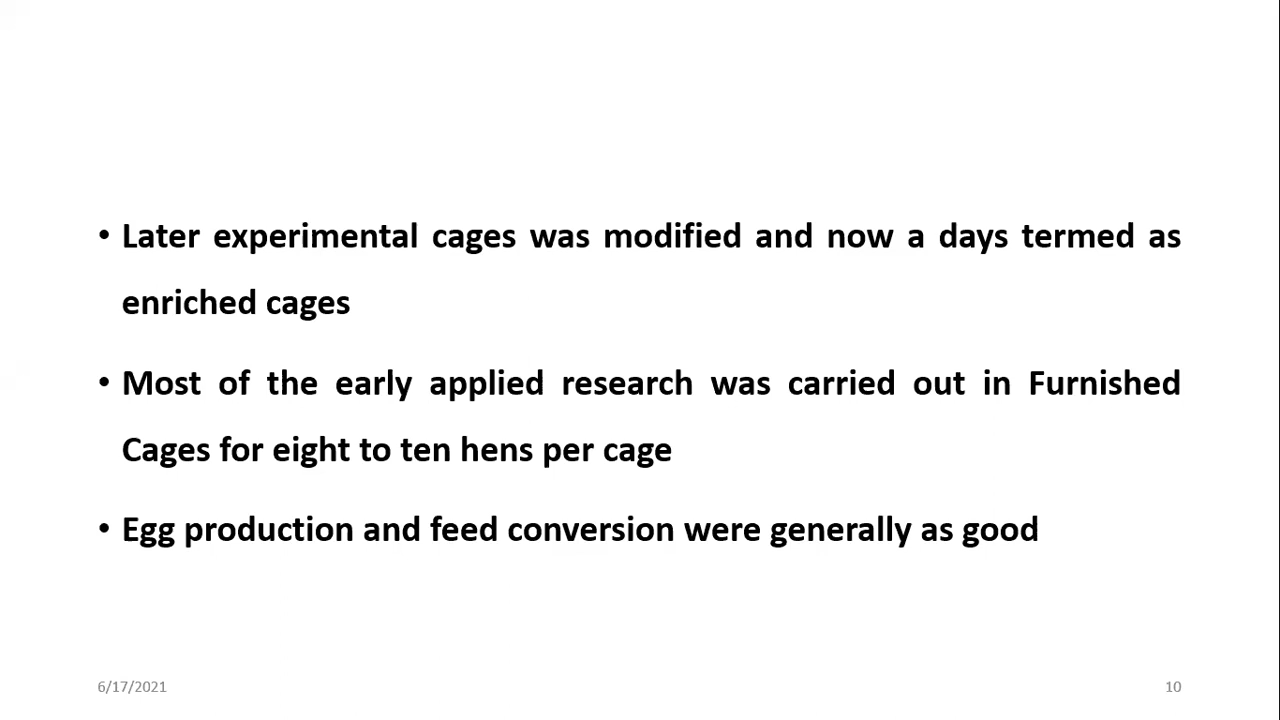 • Later experimental cages was modified and now a days termed as
enriched cages
• Most of the early applied research was carried out in Furnished
Cages for eight to ten hens per cage
• Egg production and feed conversion were generally as good
6/17/2021
10